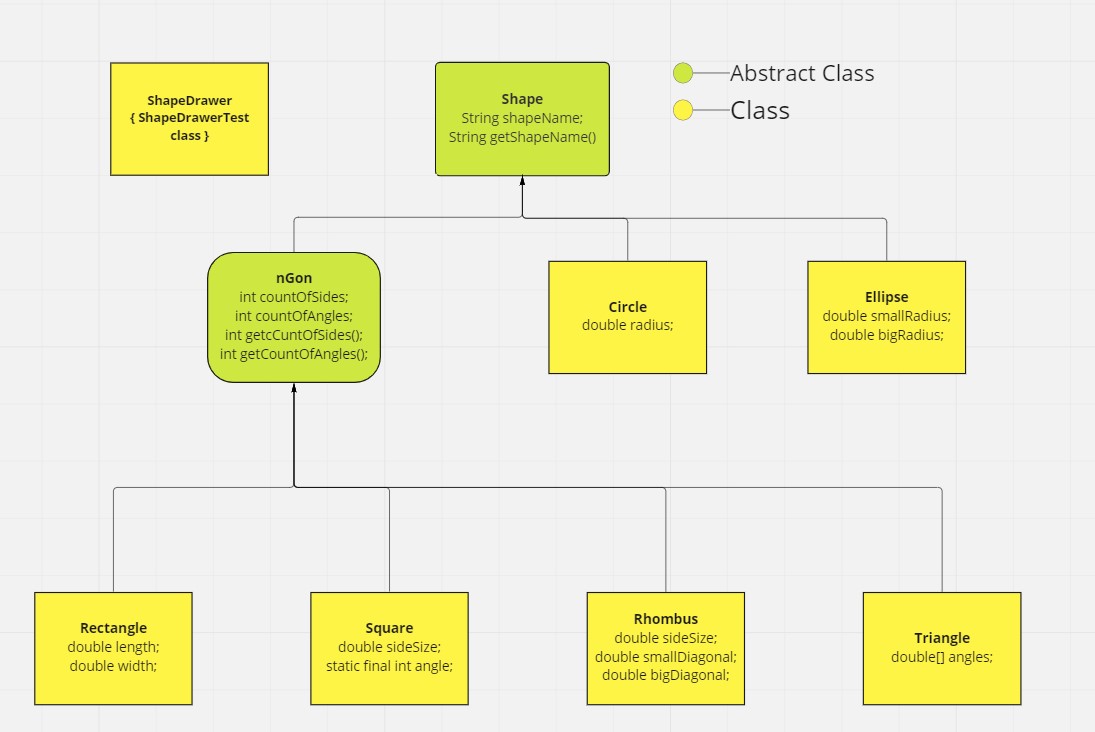 ShapeDrawer
{ ShapeDrawerTest
class }
Shape
String shapeName;
String getShapeName()
Abstract Class
Class
nGon
int countOfSides;
int countOfAngles;
int getcCuntOfSides();
int getCountOfAngles();
Circle
double radius;
Ellipse
double smallRadius;
double bigRadius;
Rectangle
double length;
double width;
Square
double sideSize;
static final int angle;
Rhombus
double sideSize;
double smallDiagonal;
double bigDiagonal;
Triangle
double[] angles;